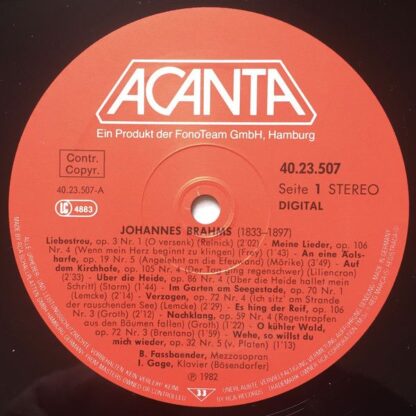 ACANTA
Ein Produkt der FonoTeam GmbH, Hamburg
Contr.
Copyr.
40.23.507-A
LC 4883
40.23.507
Seite 1 STEREO
DIGITAL
JOHANNES BRAHMS (1833-1897)
Liebestreu, op. 3 Nr. 1 (O versenk) (Reinick) (2:02) · Meine Lieder, op. 106
Nr. 4 (Wenn mein Herz beginnt zu klingen) (Frey) (1:45) · An eine Äols-
harfe, op. 19 Nr. 5 (Angelehnt an die Efeuwand) (Mörike) (3:49) · Auf
dem Kirchhofe, op. 105 Nr. 4 (Der Tag ging regenschwer) (Liliencron)
(2:33) · Über die Heide, op. 86 Nr. 4 (Über die Heide hallet mein
Schritt) (Storm) (44) · Im Garten am Seegestade, op. 70 Nr. 1
(Lemcke) (2:14) · Verzagen, op. 72 Nr. 4 (Ich sitz am Strande
der rauschenden See) (Lemcke) (2:46) · Es hing der Reif, op. 106
Nr. 3 (Groth) (2:42) · Nachklang, op. 59 Nr. 4 (Regentropfen
aus den Bäumen fallen) (Groth) (1:22) · O kühler Wald,
op. 72 Nr. 3 (Brentano) (1:59) · Wehe, so willst du
mich wieder, op. 32 Nr. 5 (v. Platen) (1:13)
B. Fassbaender, Mezzosopran
I. Gage, Klavier (Bösendorfer)
℗ 1982